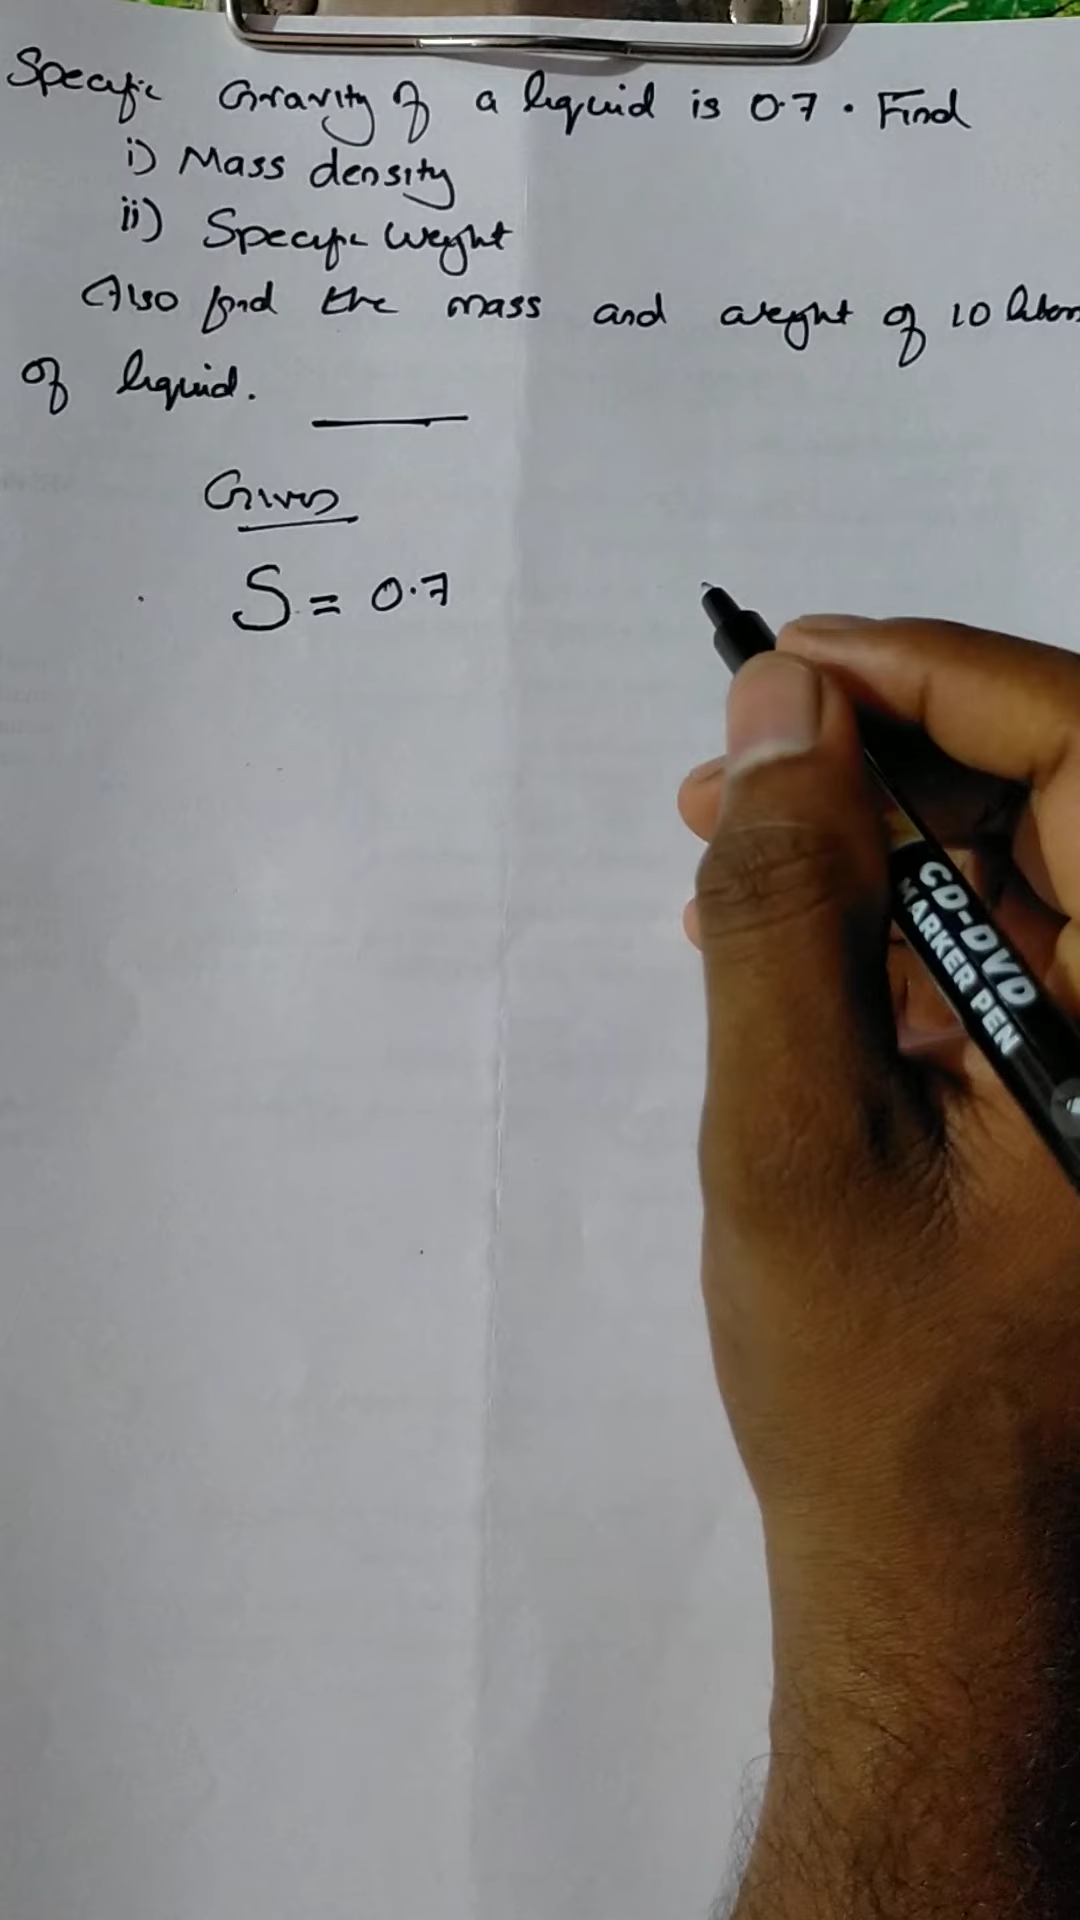 Specific Gravity of a liquid is 0.7. Find
i) Mass density
ii) Specific Weight
Also find the mass and weight of 10 liters
of liquid.
Given
S = 0.7
CD-DVD
MARKER PEN